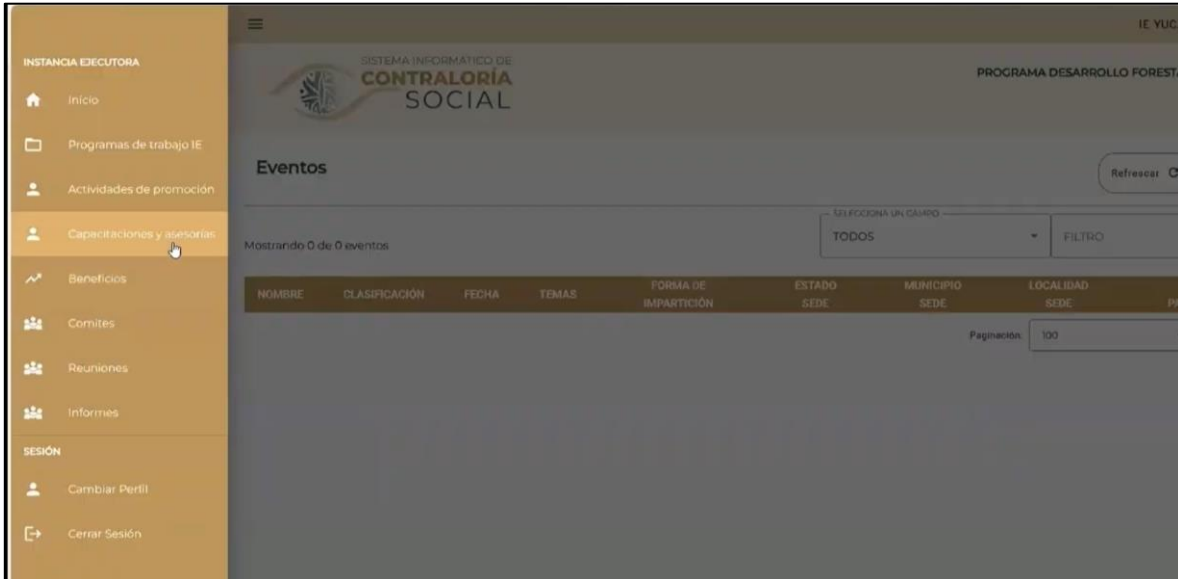 IE YUC
INSTANCIA EJECUTORA
Inicio
Programas de trabajo IE
Actividades de promoción
Capacitaciones y asesorías
Beneficios
Comites
Reuniones
Informes
SESIÓN
Cambiar Perfil
Cerrar Sesión
SISTEMA INFORMÁTICO DE
CONTRALORÍA
SOCIAL
PROGRAMA DESARROLLO FOREST
Eventos
Refrescar
SELECCIONA UN CAMPO
TODOS
FILTRO
Mostrando 0 de 0 eventos
NOMBRE CLASIFICACIÓN FECHA TEMAS FORMA DE IMPARTICIÓN ESTADO SEDE MUNICIPIO SEDE LOCALIDAD SEDE
Paginación: 100